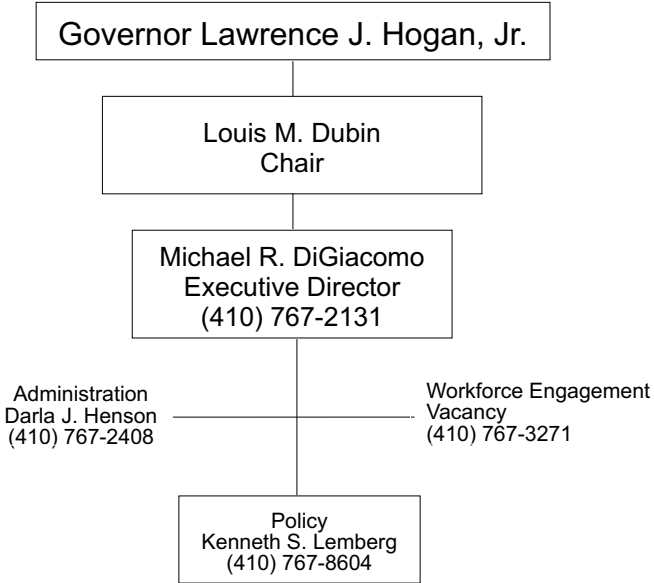 Governor Lawrence J. Hogan, Jr.
Louis M. Dubin
Chair
Michael R. DiGiacomo
Executive Director
(410) 767-2131
Administration
Darla J. Henson
(410) 767-2408
Workforce Engagement
Vacancy
(410) 767-3271
Policy
Kenneth S. Lemberg
(410) 767-8604